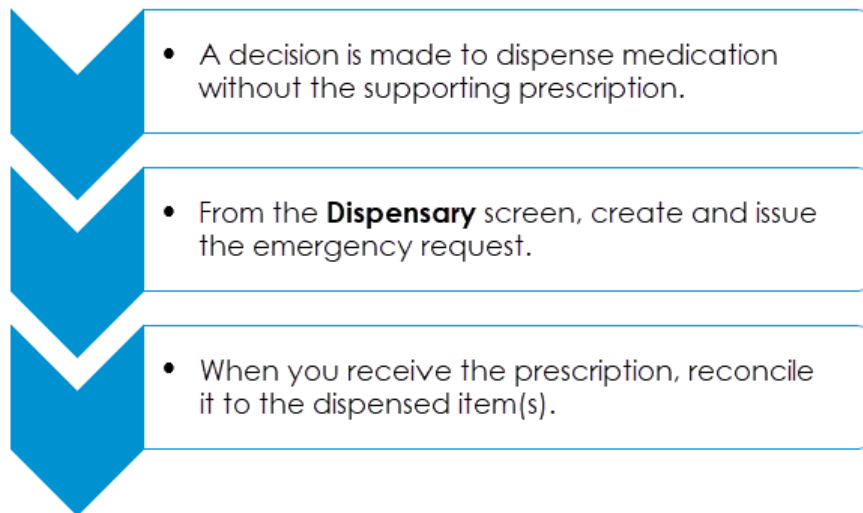 • A decision is made to dispense medication
without the supporting prescription.
• From the Dispensary screen, create and issue
the emergency request.
• When you receive the prescription, reconcile
it to the dispensed item(s).